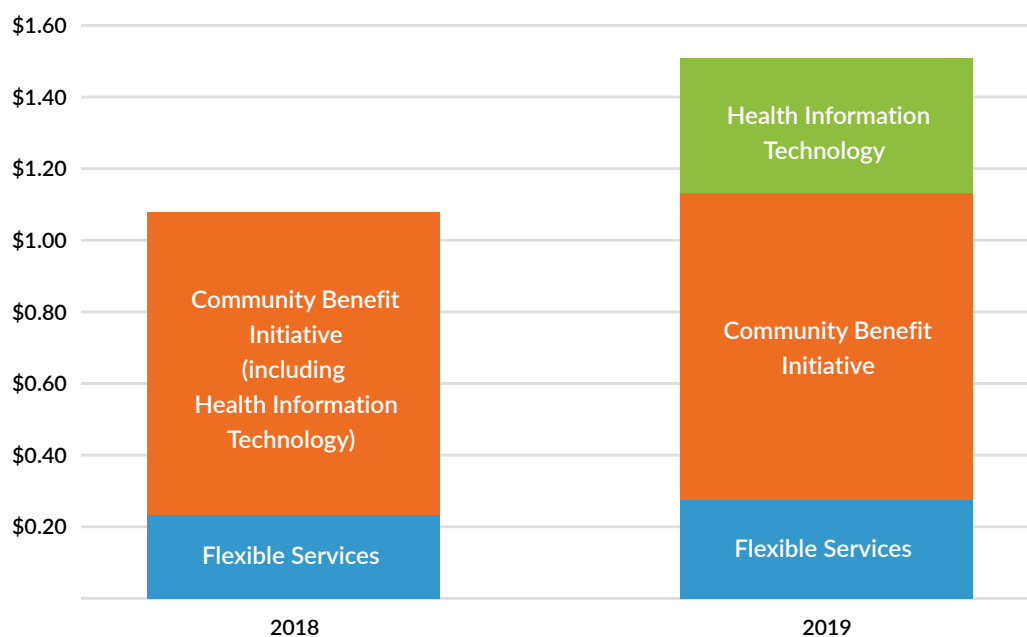 $1.60
$1.40
$1.20
$1.00
$0.80
$0.60
$0.40
$0.20
Community Benefit
Initiative
(including
Health Information
Technology)
Flexible Services
Health Information
Technology
Community Benefit
Initiative
Flexible Services
2018
2019